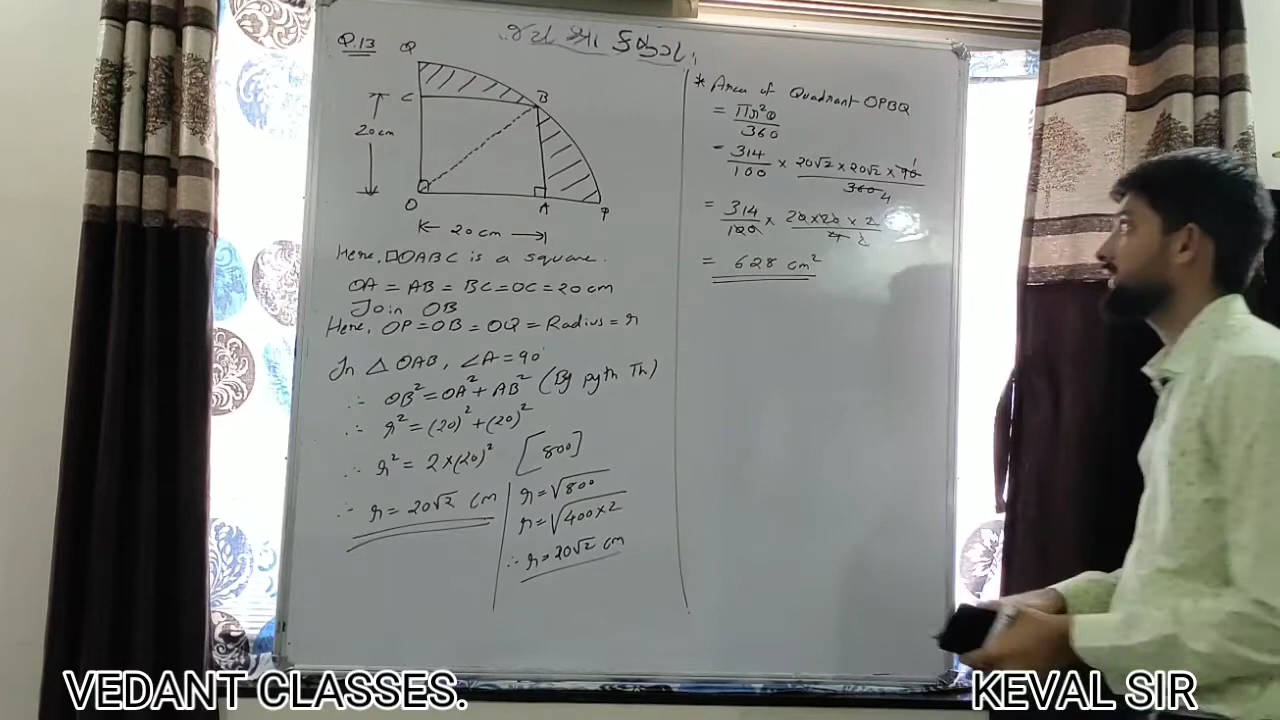 જય શ્રી
Q.13
Q
C
B
20 cm
O
A
P
20 cm
Here, □OABC is a square.
OA = AB = BC = OC = 20 cm
Join OB
Here, OP = OB = OQ = Radius = r
In △ OAB, ∠A = 90°
∴ OB² = OA² + AB² (By pyth Th)
∴ r² = (20)² + (20)²
∴ r² = 2 × (20)² [800]
∴ r = 20√2 cm
r = √800
r = √400×2
∴ r = 20√2 cm
* Area of Quadrant OPBQ
= πr²θ / 360
= 314/100 × 20√2 × 20√2 × 90 1 / 360 4
= 314/100 × 20 × 20 × 2 / 4 2
= 628 cm²
VEDANT CLASSES.
KEVAL SIR